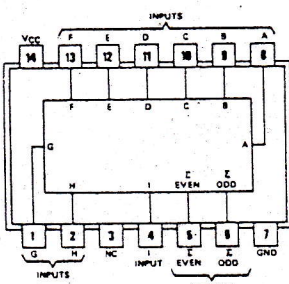 INPUTS
VCC F E D C B A
14 13 12 11 10 9 8
F E D C B
G A
H I Σ EVEN Σ ODD
1 2 3 4 5 6 7
G H NC I INPUT Σ EVEN Σ ODD GND
INPUTS